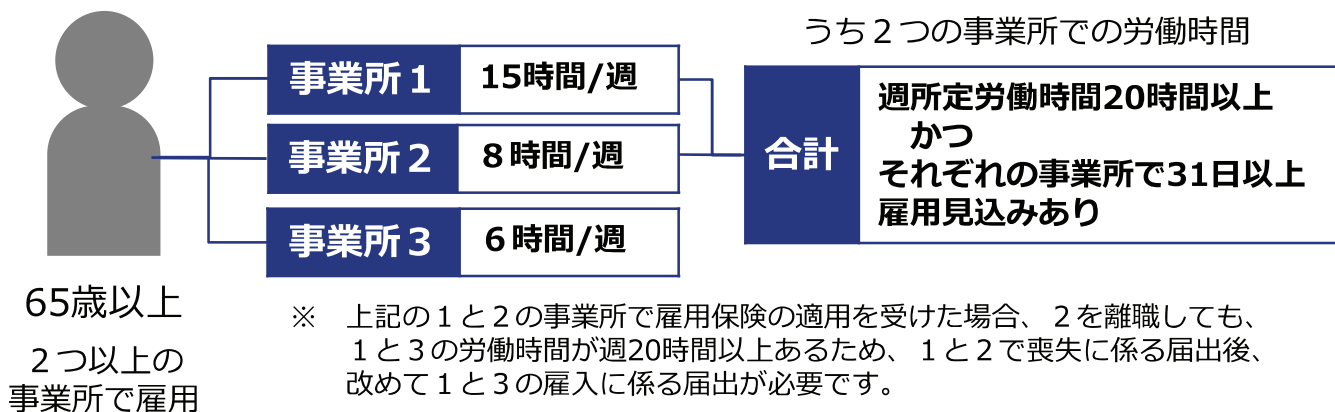 うち２つの事業所での労働時間
事業所１ 15時間/週
事業所２ ８時間/週
事業所３ ６時間/週
合計
週所定労働時間20時間以上
かつ
それぞれの事業所で31日以上
雇用見込みあり
65歳以上
２つ以上の
事業所で雇用
※　上記の１と２の事業所で雇用保険の適用を受けた場合、２を離職しても、
１と３の労働時間が週20時間以上あるため、１と２で喪失に係る届出後、
改めて１と３の雇入に係る届出が必要です。